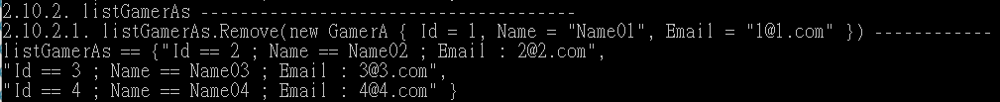 2.10.2. listGamerAs -------------------------------------
2.10.2.1. listGamerAs.Remove(new GamerA { Id = 1, Name = "Name01", Email = "1@1.com" }) ------------
listGamerAs == {"Id == 2 ; Name == Name02 ; Email : 2@2.com",
"Id == 3 ; Name == Name03 ; Email : 3@3.com",
"Id == 4 ; Name == Name04 ; Email : 4@4.com" }